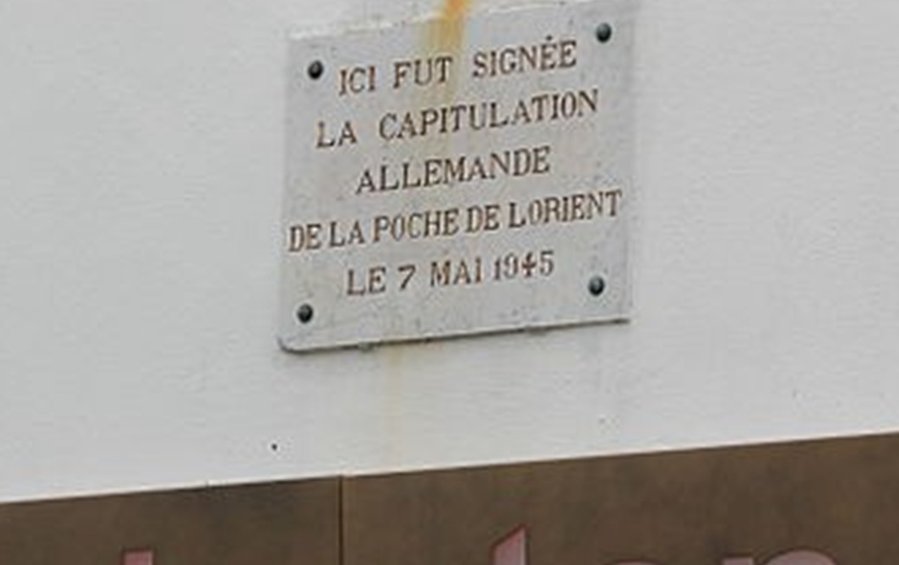 ICI FUT SIGNÉE
LA CAPITULATION
ALLEMANDE
DE LA POCHE DE LORIENT
LE 7 MAI 1945